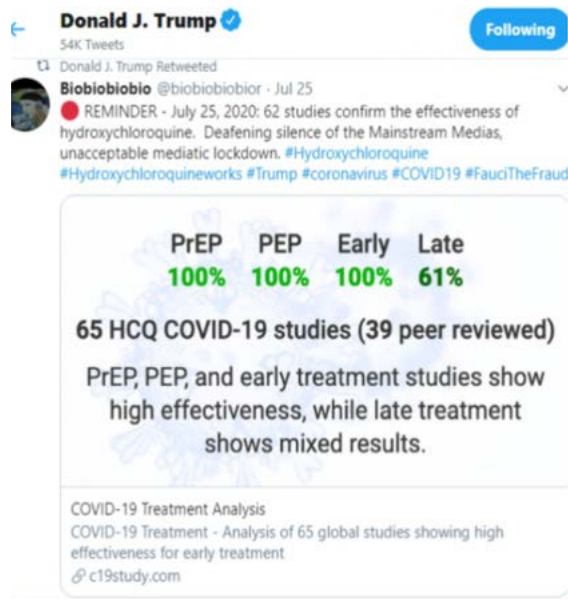 Donald J. Trump
54K Tweets
Following
Donald J. Trump Retweeted
Biobiobiobio @biobiobiobior · Jul 25
REMINDER - July 25, 2020: 62 studies confirm the effectiveness of
hydroxychloroquine. Deafening silence of the Mainstream Medias,
unacceptable mediatic lockdown. #Hydroxychloroquine
#Hydroxychloroquineworks #Trump #coronavirus #COVID19 #FauciTheFraud
PrEP PEP Early Late
100% 100% 100% 61%
65 HCQ COVID-19 studies (39 peer reviewed)
PrEP, PEP, and early treatment studies show
high effectiveness, while late treatment
shows mixed results.
COVID-19 Treatment Analysis
COVID-19 Treatment - Analysis of 65 global studies showing high
effectiveness for early treatment
c19study.com